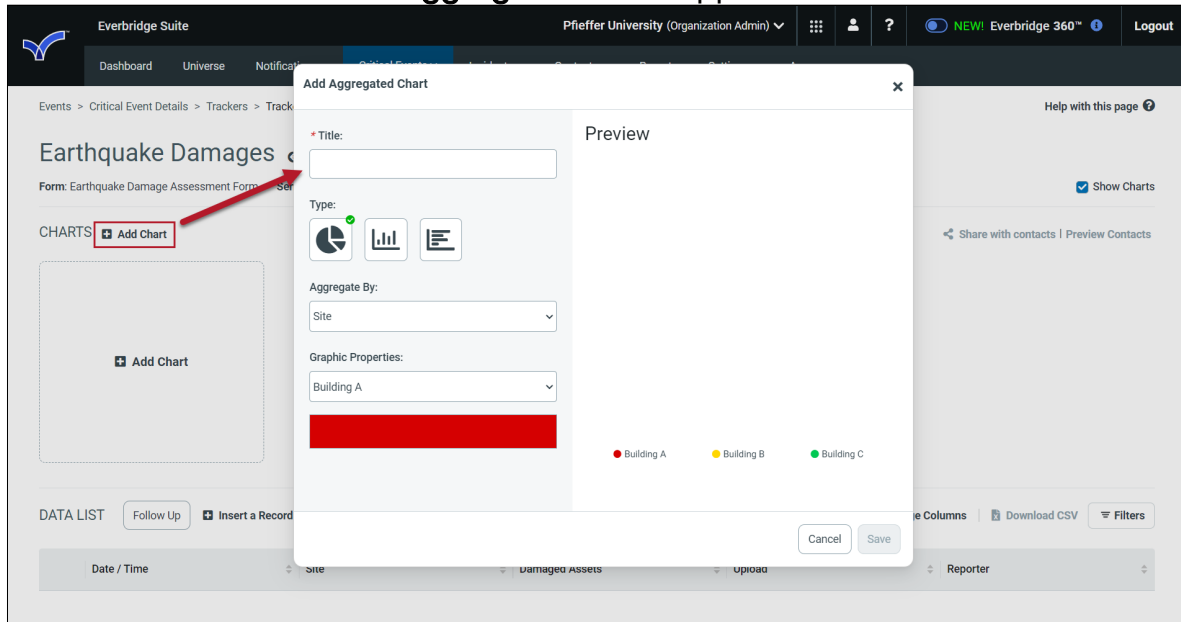 Everbridge Suite
Pfieffer University (Organization Admin)
?
NEW! Everbridge 360™
Logout
Dashboard Universe
Events > Critical Event Details > Trackers >
Help with this page
Earthquake Damages
Form: Earthquake Damage Assessment Form
Show Charts
CHARTS Add Chart
Share with contacts | Preview Contacts
Add Chart
Add Aggregated Chart
* Title:
Type:
Aggregate By:
Site
Graphic Properties:
Building A
Preview
Building A Building B Building C
Cancel Save
DATA LIST Follow Up Insert a Record
Columns Download CSV Filters
Date / Time Site Damaged Assets Upload Reporter